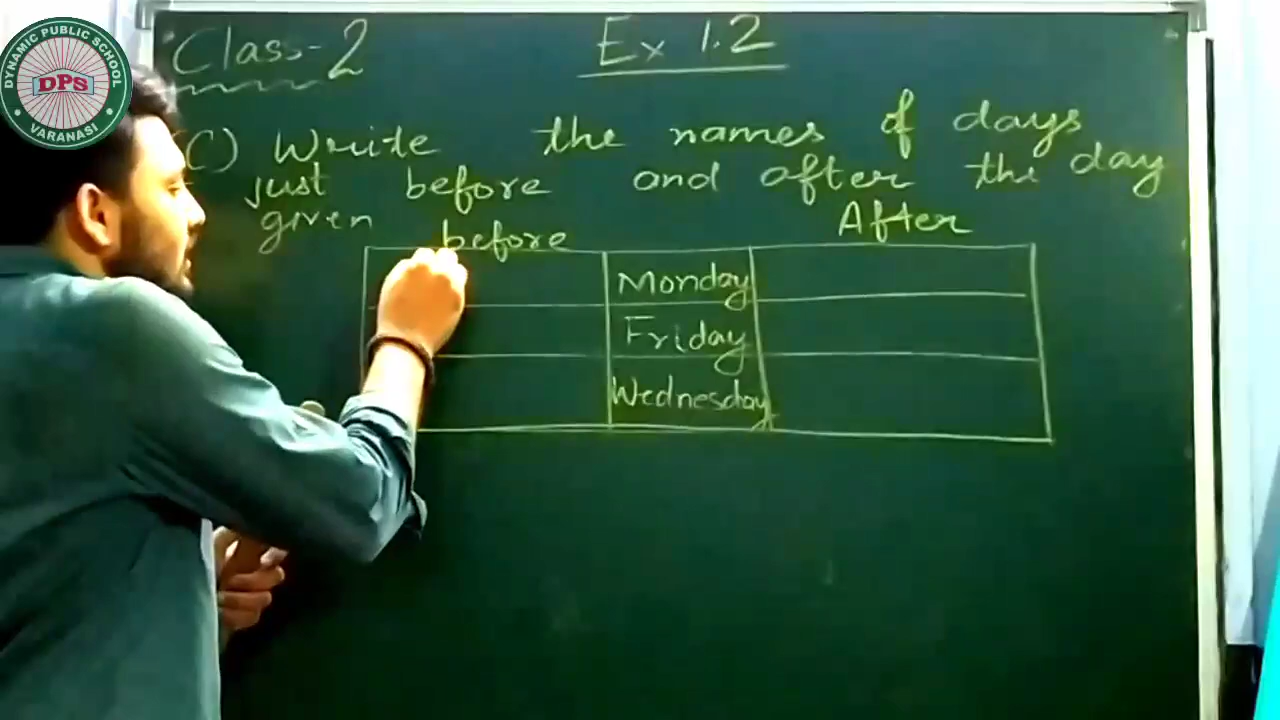 DYNAMIC PUBLIC SCHOOL
DPS
VARANASI
Class-2
Ex 1.2
C) Write the names of days
just before and after the day
given
before After
Monday
Friday
Wednesday